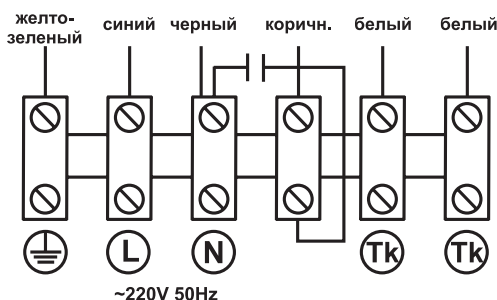 желто-
зеленый синий черный коричн. белый белый
L N Tk Tk
~220V 50Hz